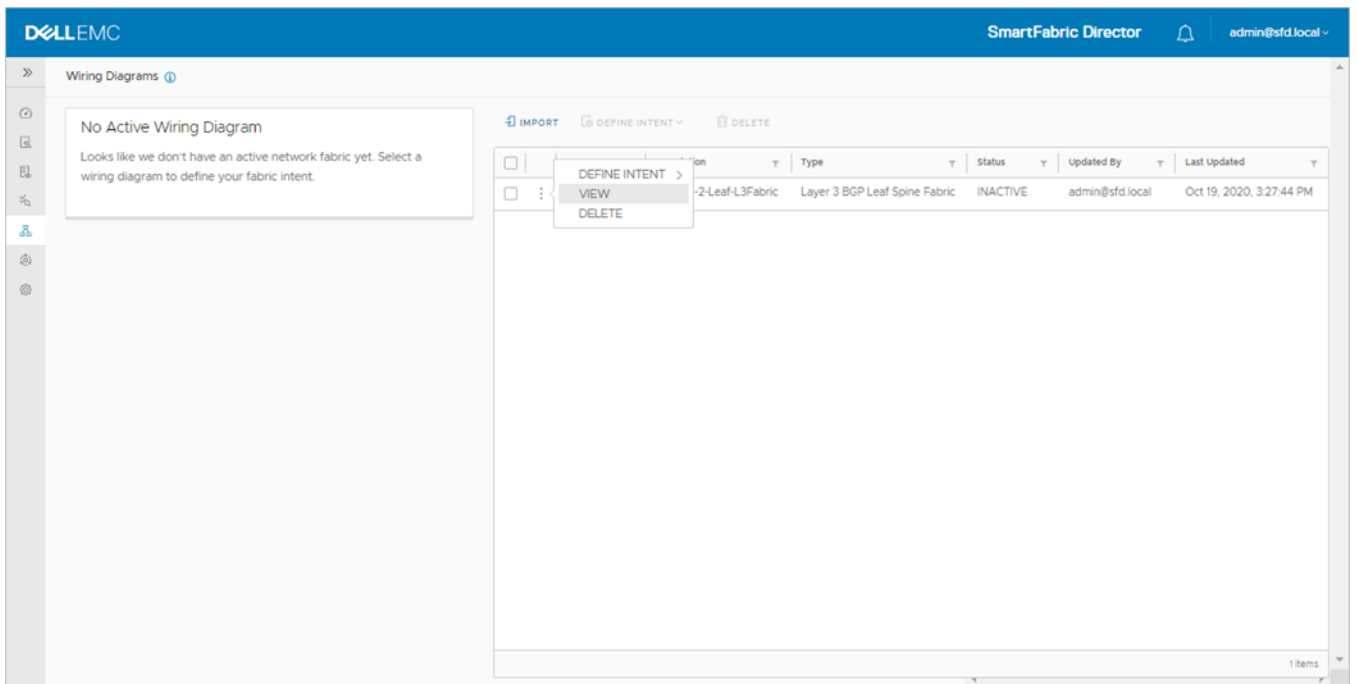 DELLEMC
SmartFabric Director
admin@sfd.local
Wiring Diagrams
No Active Wiring Diagram
Looks like we don't have an active network fabric yet. Select a
wiring diagram to define your fabric intent.
IMPORT DEFINE INTENT DELETE
Type Status Updated By Last Updated
DEFINE INTENT >
VIEW
DELETE
-2-Leaf-L3Fabric Layer 3 BGP Leaf Spine Fabric INACTIVE admin@sfd.local Oct 19, 2020, 3:27:44 PM
1 items